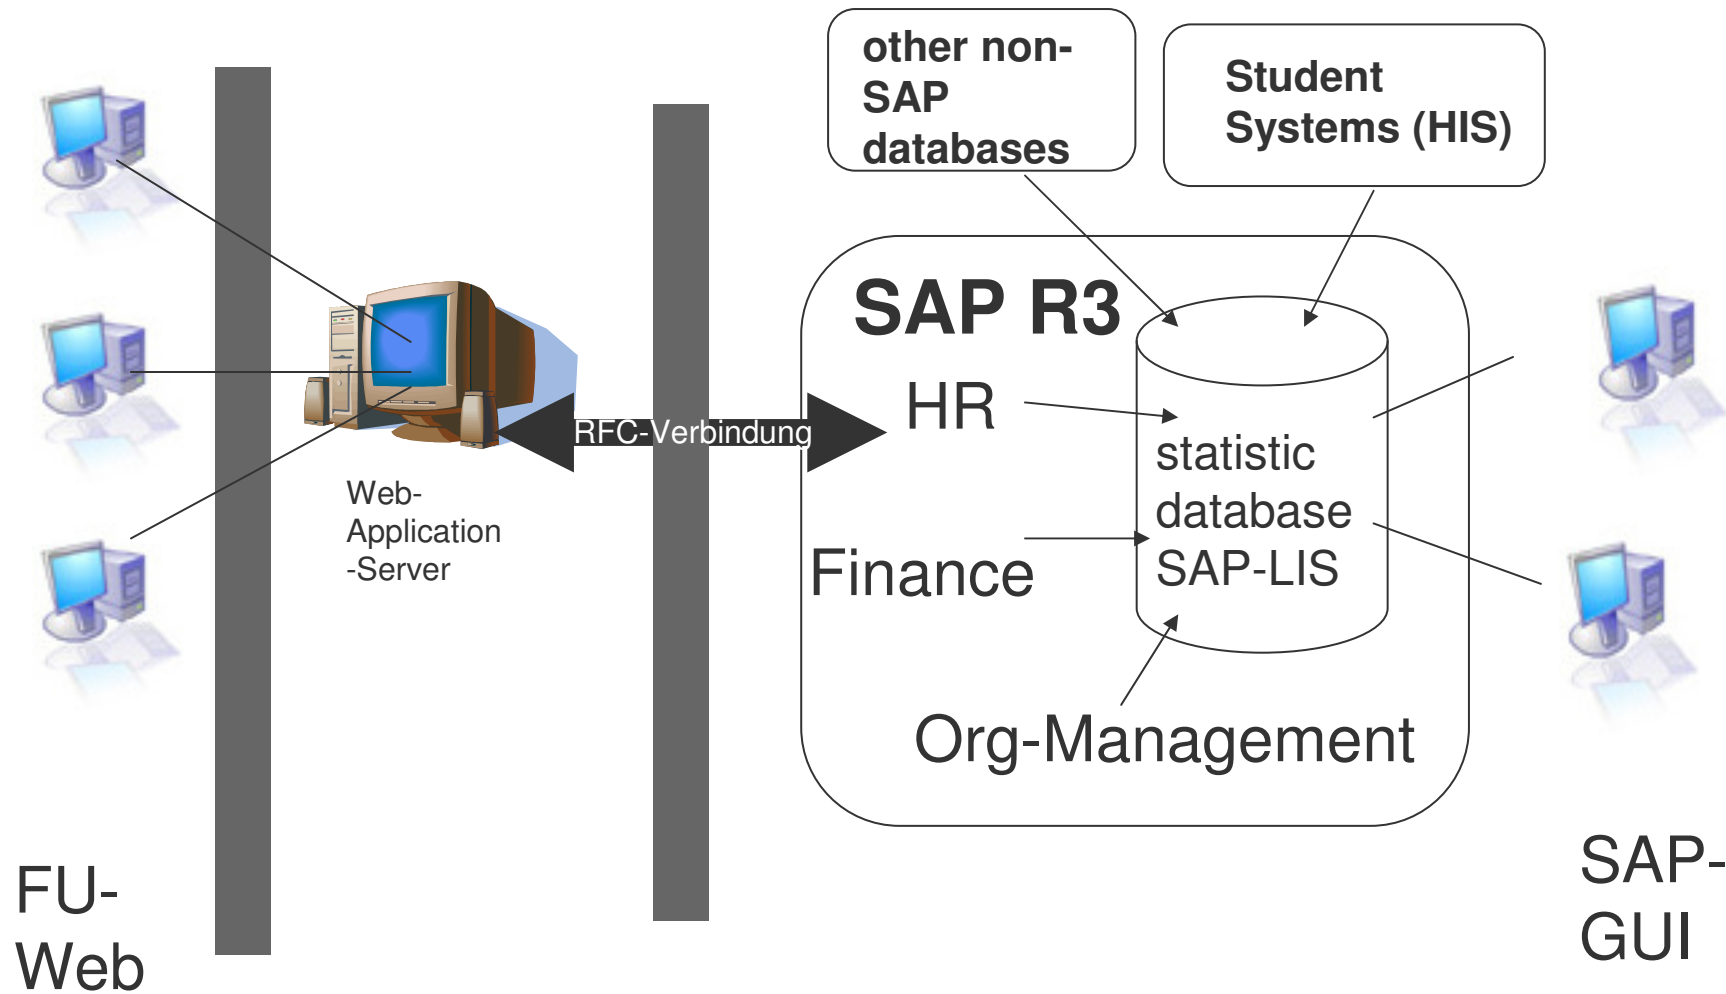 other non-
SAP
databases
Student
Systems (HIS)
SAP R3
HR
RFC-Verbindung
statistic
database
SAP-LIS
Web-
Application
-Server
Finance
Org-Management
FU-
Web
SAP-
GUI